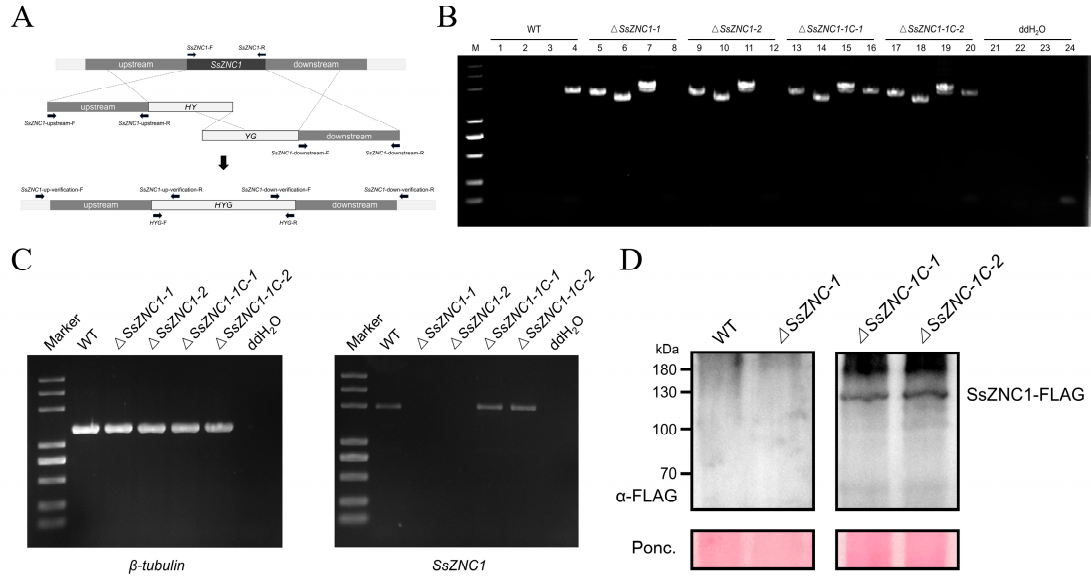 A
SsZNC1-F
SsZNC1-R
upstream
SsZNC1
downstream
upstream
HY
SsZNC1-upstream-F
SsZNC1-upstream-R
YG
downstream
SsZNC1-downstream-F
SsZNC1-downstream-R
SsZNC1-up-verification-F
SsZNC1-up-verification-R
SsZNC1-down-verification-F
SsZNC1-down-verification-R
upstream
HYG
downstream
HYG-F
HYG-R
B
WT
△SsZNC1-1
△SsZNC1-2
△SsZNC1-1C-1
△SsZNC1-1C-2
ddH₂O
M 1 2 3 4 5 6 7 8 9 10 11 12 13 14 15 16 17 18 19 20 21 22 23 24
C
Marker
WT
△SsZNC1-1
△SsZNC1-2
△SsZNC1-1C-1
△SsZNC1-1C-2
ddH₂O
β-tubulin
Marker
WT
△SsZNC1-1
△SsZNC1-2
△SsZNC1-1C-1
△SsZNC1-1C-2
ddH₂O
SsZNC1
D
WT
△SsZNC-1
△SsZNC-1C-1
△SsZNC-1C-2
kDa
180
130
100
70
SsZNC1-FLAG
α-FLAG
Ponc.